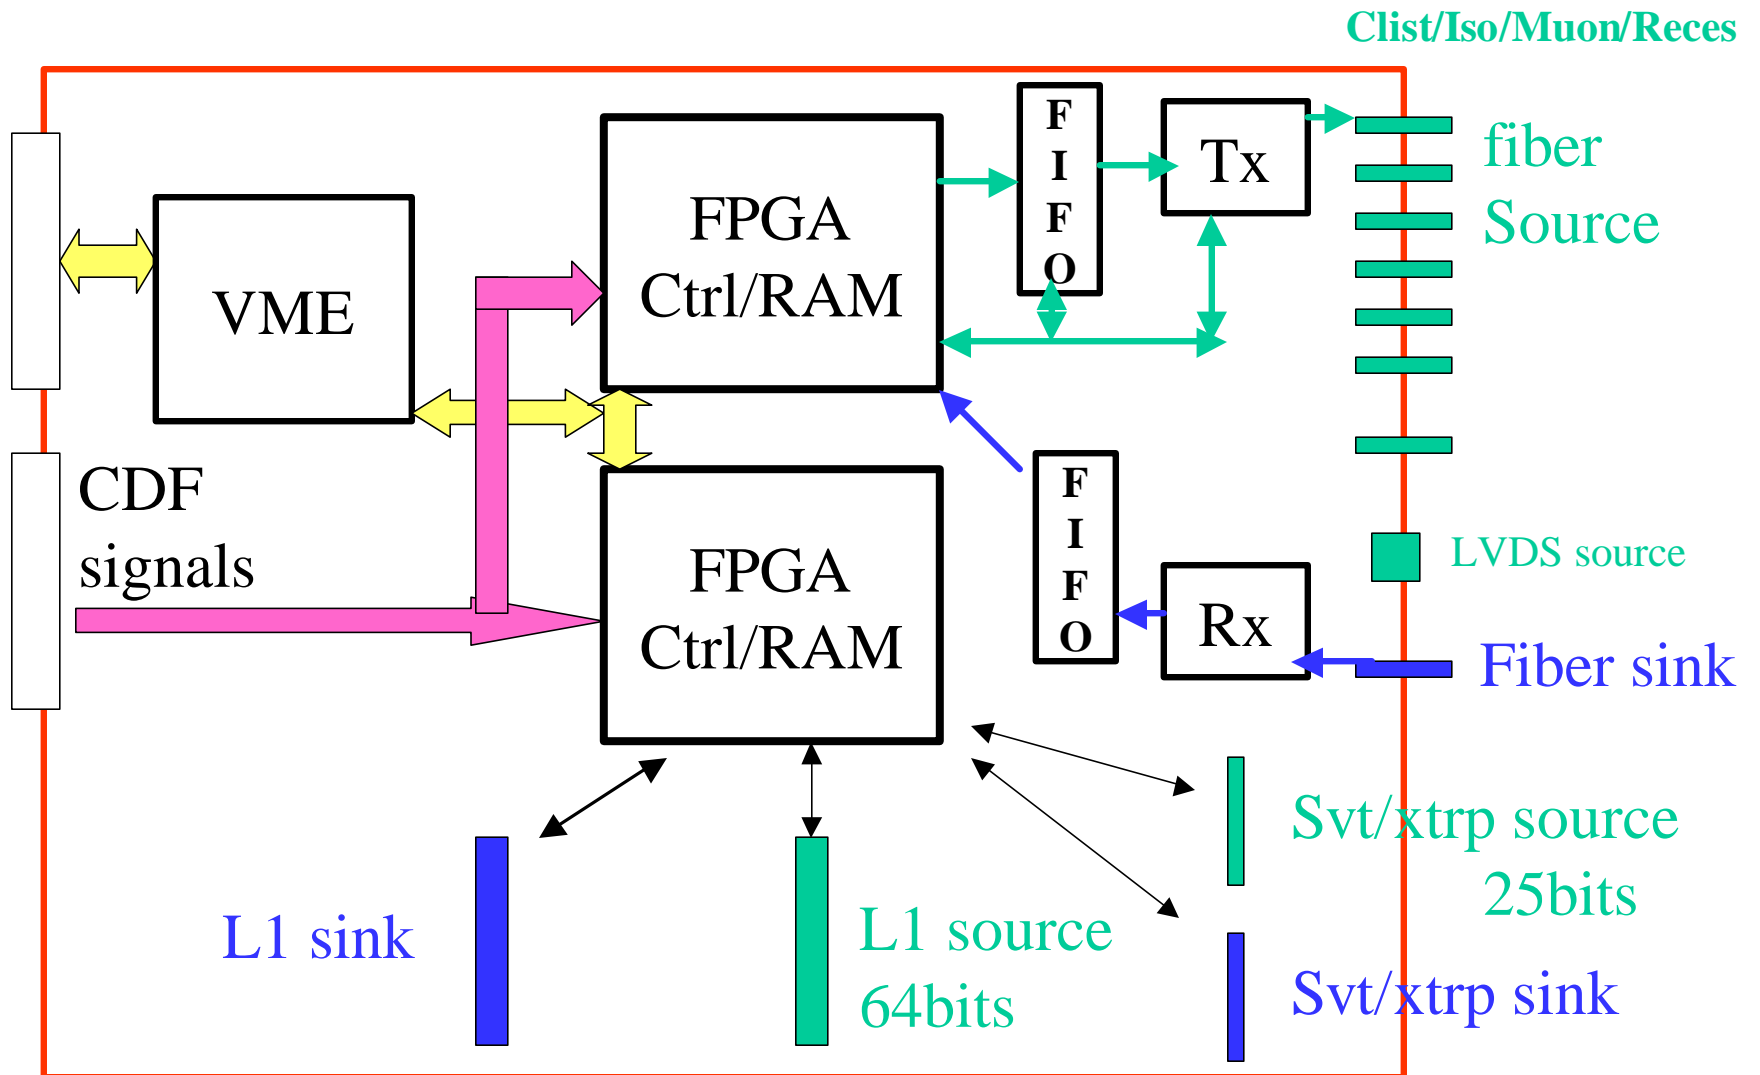 Clist/Iso/Muon/Reces
F
I
F
O
Tx
fiber
Source
FPGA
Ctrl/RAM
VME
CDF
signals
F
I
F
O
LVDS source
FPGA
Ctrl/RAM
Rx
Fiber sink
Svt/xtrp source
25bits
L1 sink
L1 source
64bits
Svt/xtrp sink